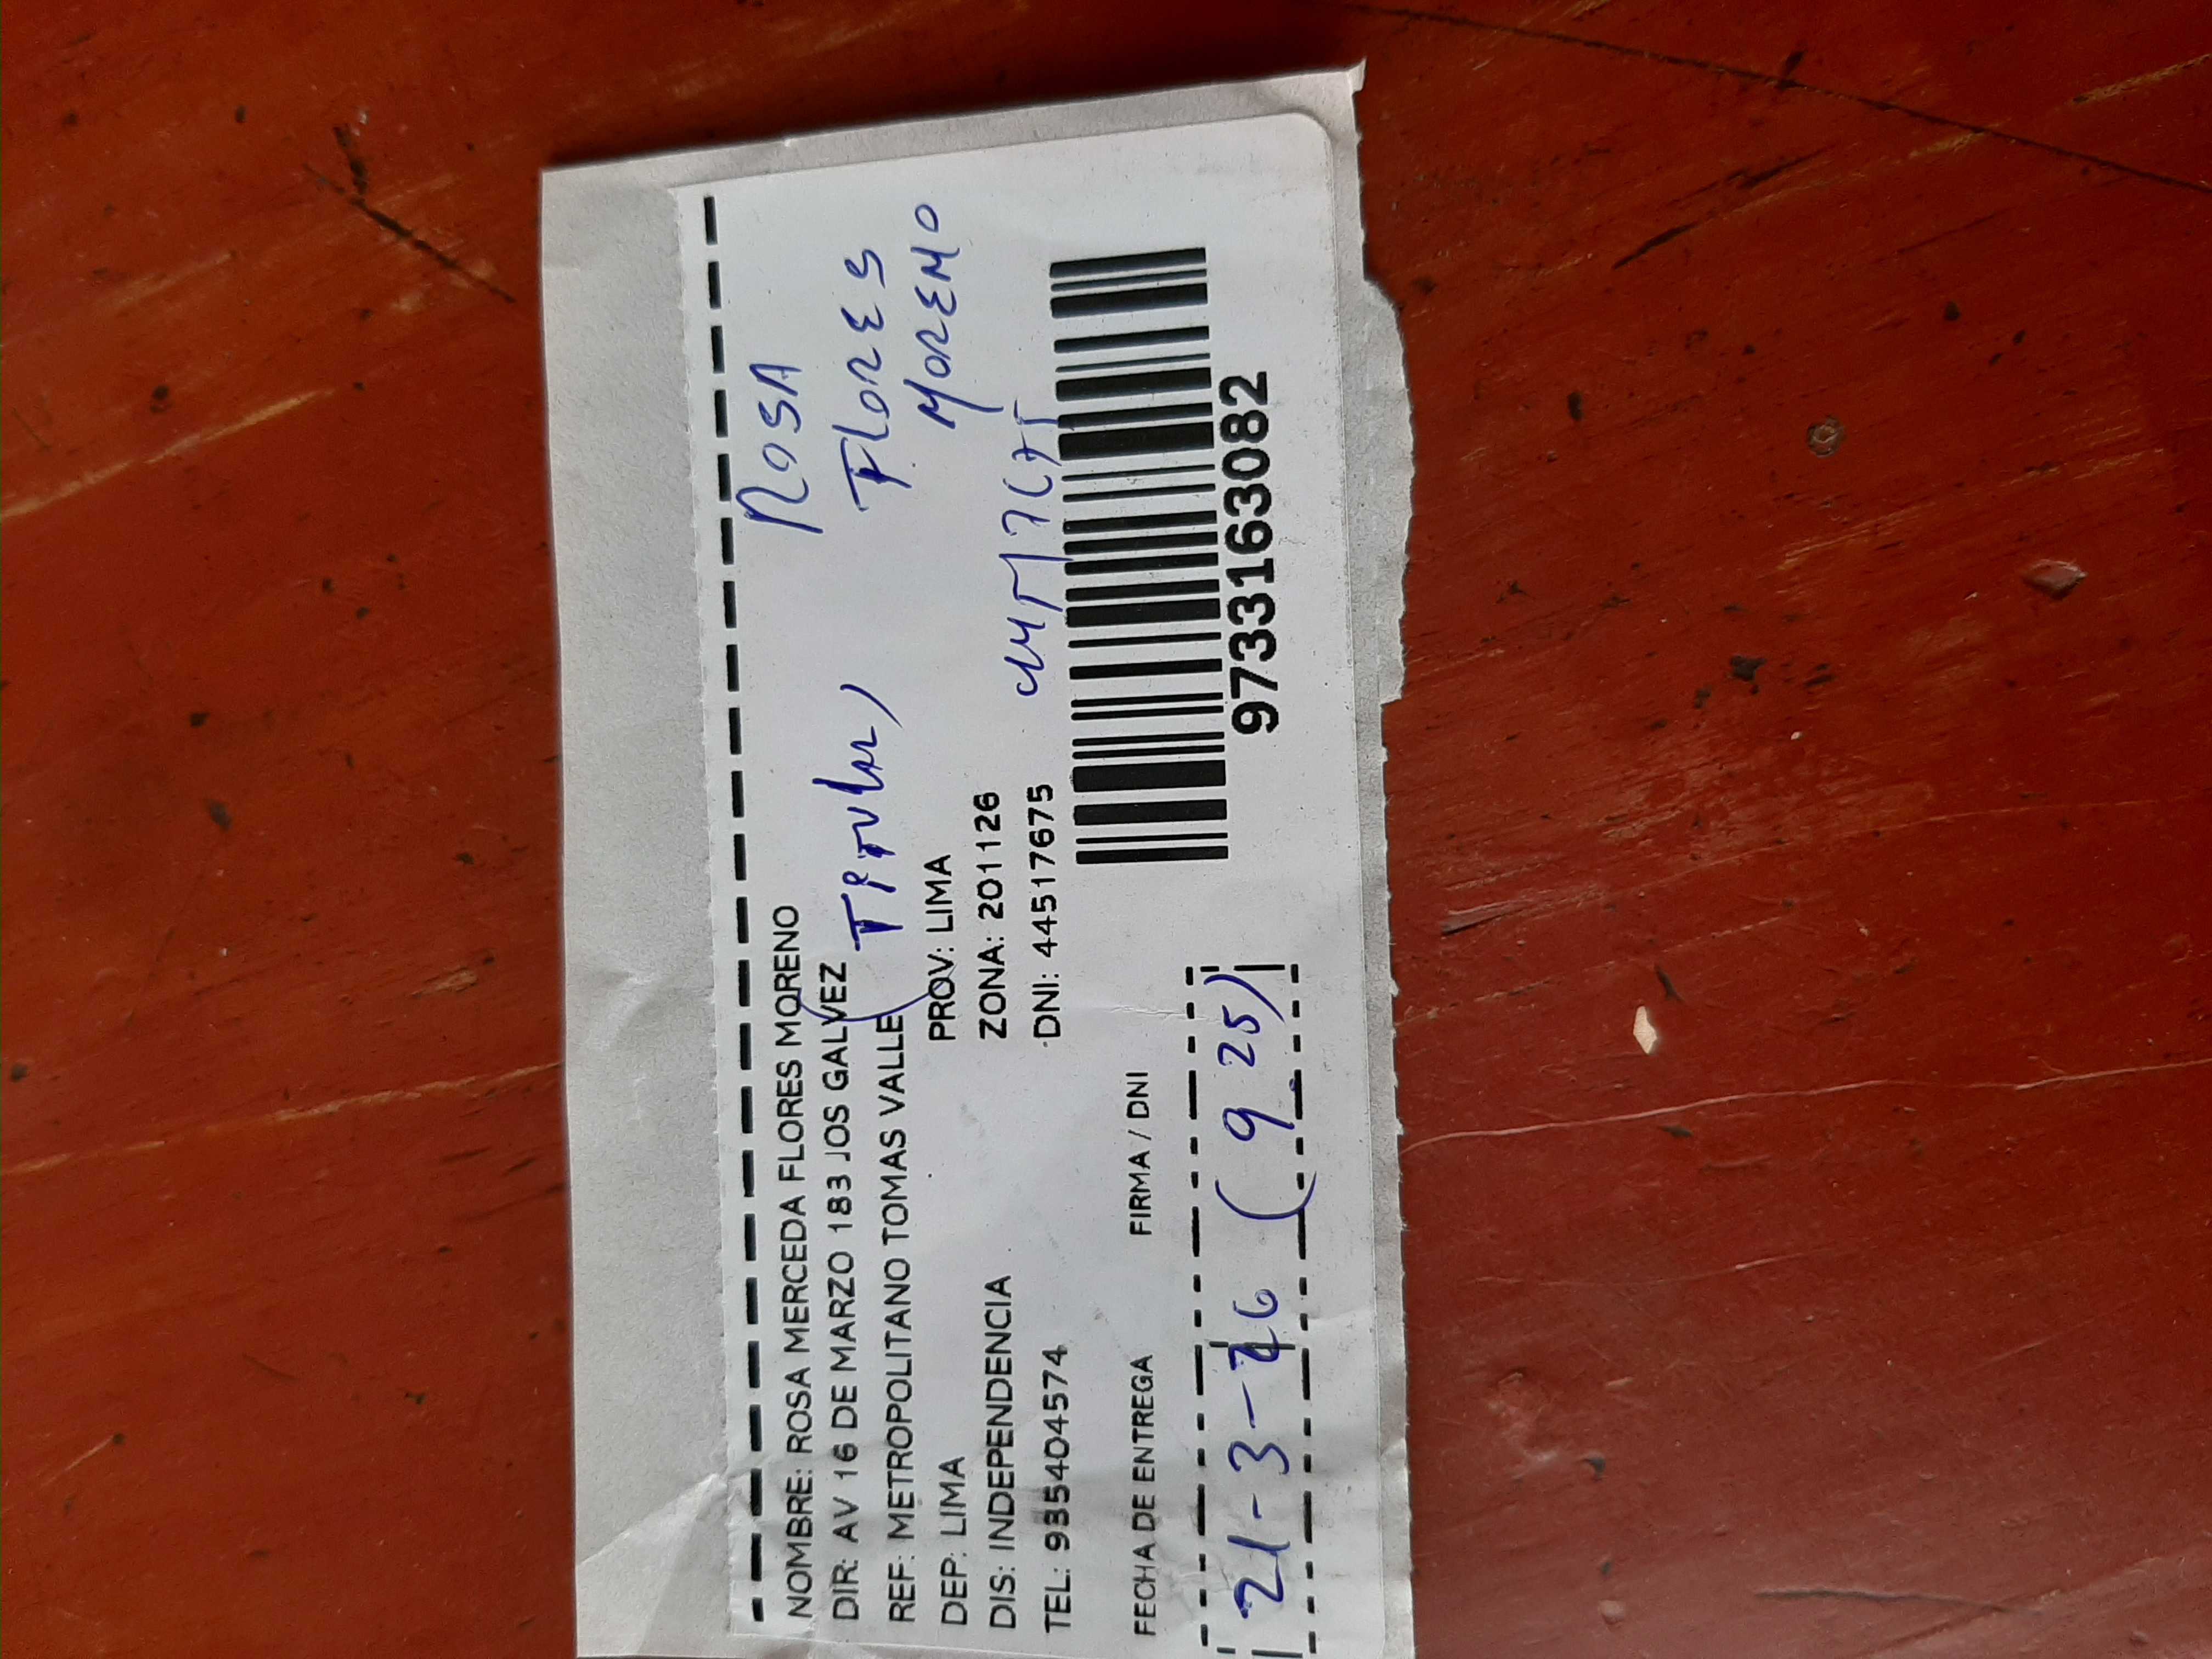 NOMBRE: ROSA MERCEDA FLORES MORENO
DIR: AV 16 DE MARZO 183 JOS GALVEZ
REF: METROPOLITANO TOMAS VALLE
DEP: LIMA PROV: LIMA
DIS: INDEPENDENCIA ZONA: 201126
TEL: 935404574 DNI: 44517675
ROSA
FLORES
MORENO
(TITULAR)
44517675
9733163082
FECHA DE ENTREGA FIRMA / DNI
21-3-26 (9 25)